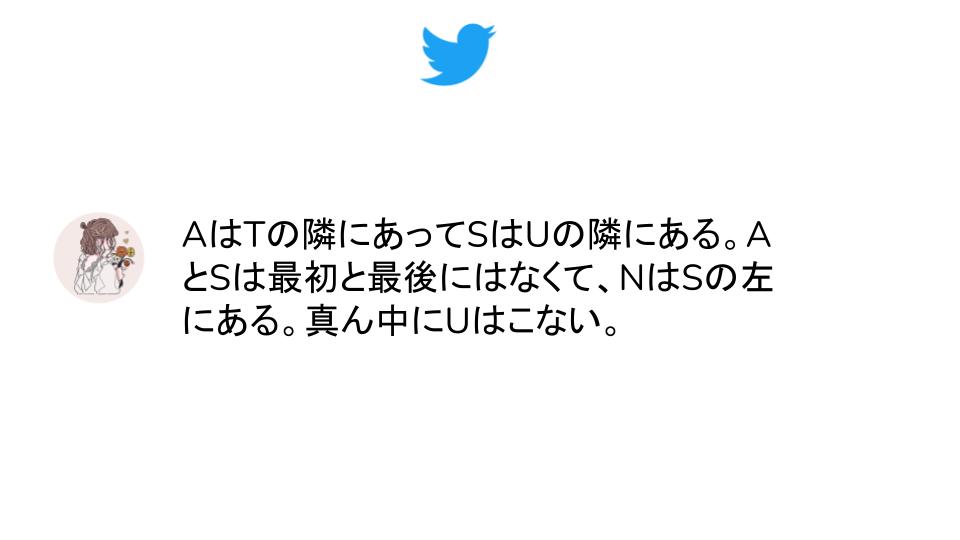 AはTの隣にあってSはUの隣にある。A
とSは最初と最後にはなくて、NはSの左
にある。真ん中にUはこない。